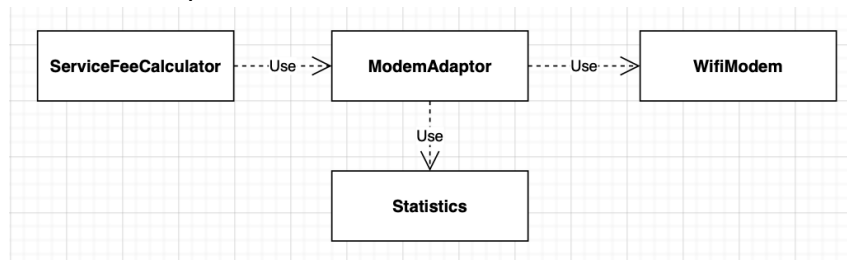 ServiceFeeCalculator
Use
ModemAdaptor
Use
WifiModem
Use
Statistics